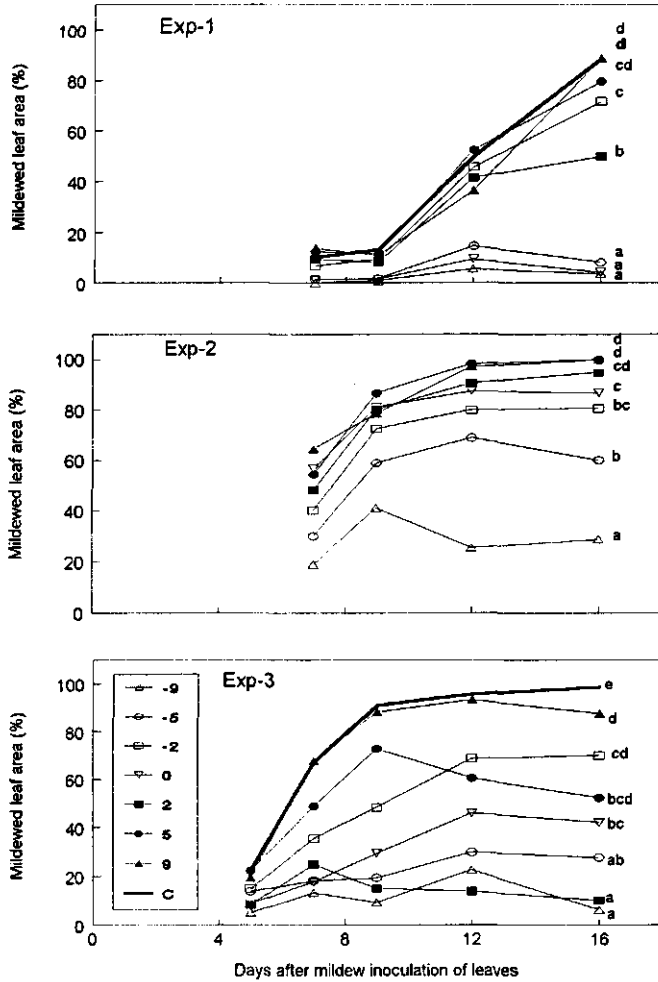 Exp-1
Mildewed leaf area (%)
100
80
60
40
20
0
d
d
cd
c
b
a
a
a
Exp-2
Mildewed leaf area (%)
100
80
60
40
20
0
d
d
cd
c
bc
b
a
Exp-3
Mildewed leaf area (%)
100
80
60
40
20
0
-9
-5
-2
0
2
5
9
C
e
d
cd
bcd
bc
ab
a
a
0
4
8
12
16
Days after mildew inoculation of leaves